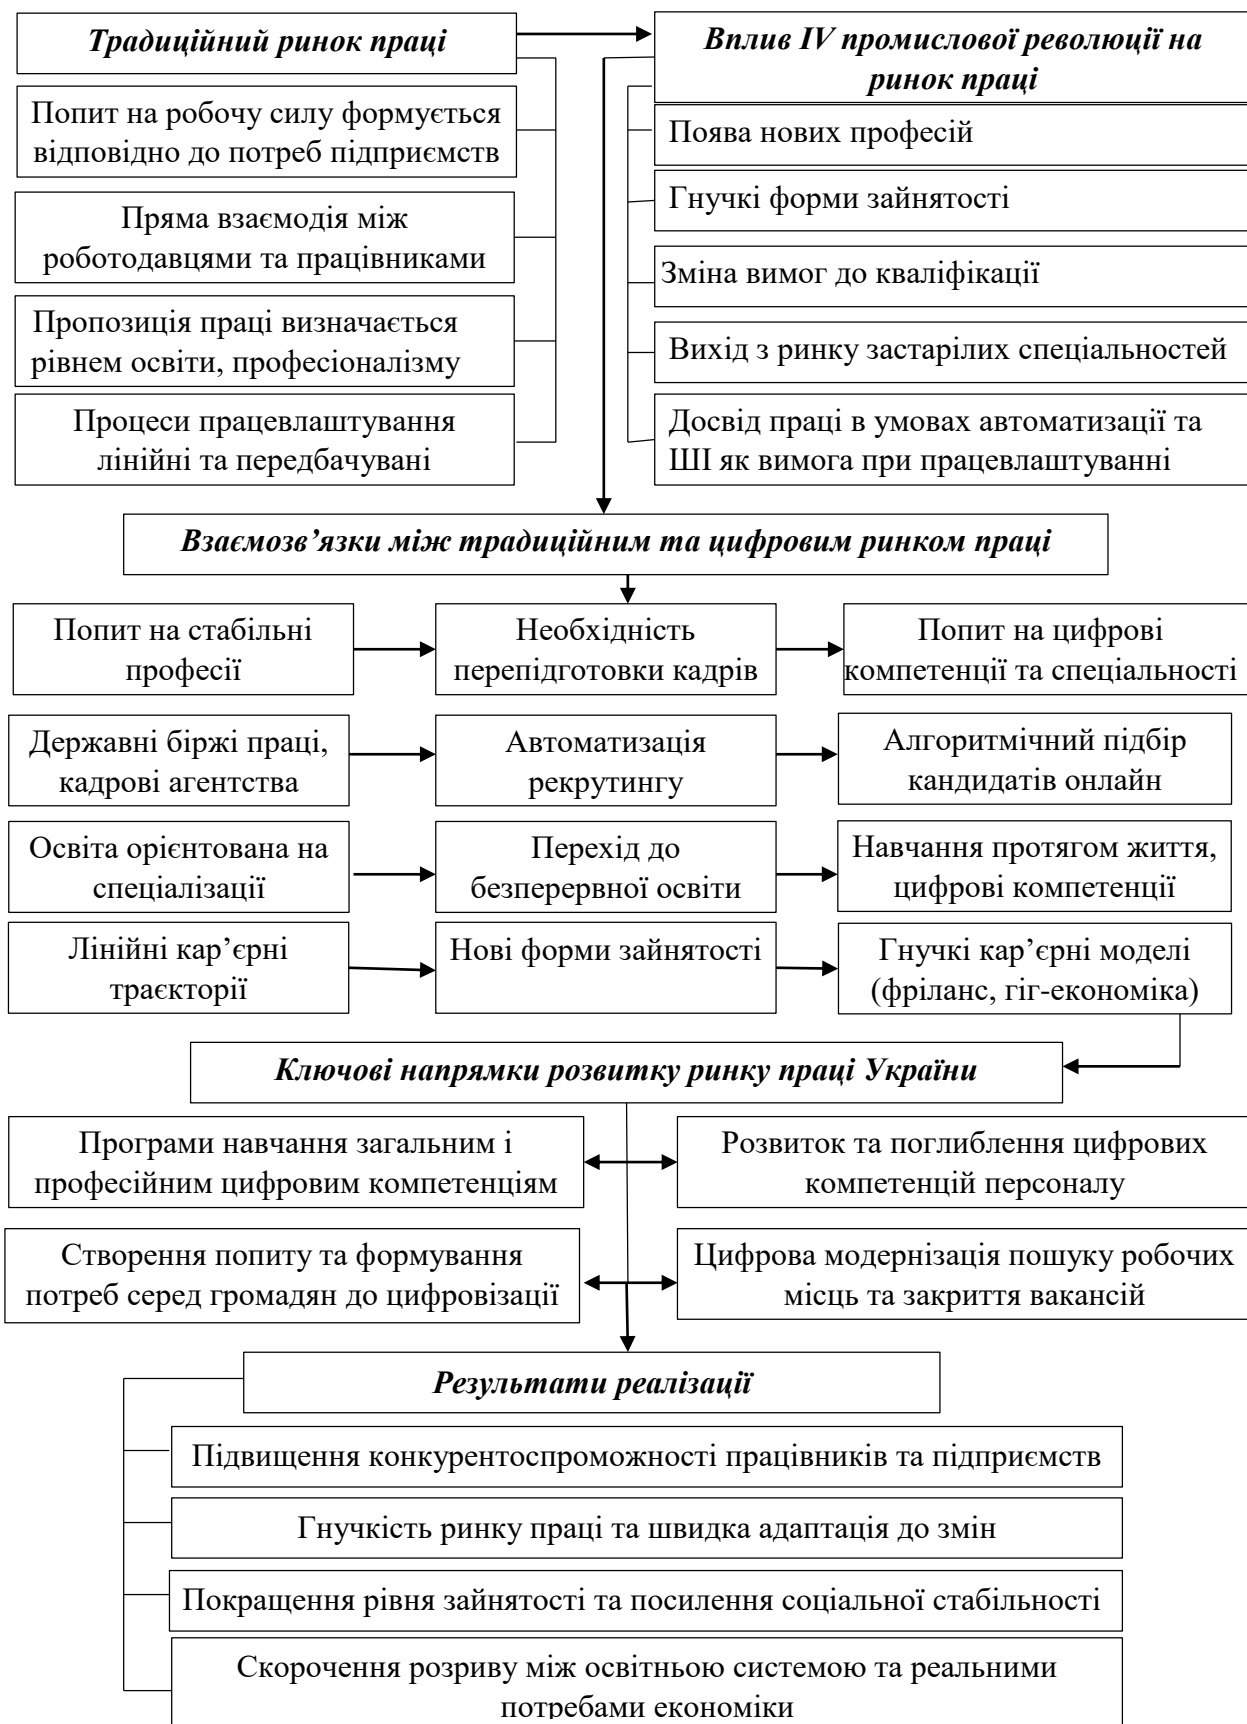 Традиційний ринок праці
Вплив IV промислової революції на
ринок праці
Попит на робочу силу формується
відповідно до потреб підприємств
Пряма взаємодія між
роботодавцями та працівниками
Пропозиція праці визначається
рівнем освіти, професіоналізму
Процеси працевлаштування
лінійні та передбачувані
Поява нових професій
Гнучкі форми зайнятості
Зміна вимог до кваліфікації
Вихід з ринку застарілих спеціальностей
Досвід праці в умовах автоматизації та
ШІ як вимога при працевлаштуванні
Взаємозв’язки між традиційним та цифровим ринком праці
Попит на стабільні
професії
Необхідність
перепідготовки кадрів
Попит на цифрові
компетенції та спеціальності
Державні біржі праці,
кадрові агентства
Автоматизація
рекрутингу
Алгоритмічний підбір
кандидатів онлайн
Освіта орієнтована на
спеціалізації
Перехід до
безперервної освіти
Навчання протягом життя,
цифрові компетенції
Лінійні кар’єрні
траєкторії
Нові форми зайнятості
Гнучкі кар’єрні моделі
(фріланс, гіг-економіка)
Ключові напрямки розвитку ринку праці України
Програми навчання загальним і
професійним цифровим компетенціям
Розвиток та поглиблення цифрових
компетенцій персоналу
Створення попиту та формування
потреб серед громадян до цифровізації
Цифрова модернізація пошуку робочих
місць та закриття вакансій
Результати реалізації
Підвищення конкурентоспроможності працівників та підприємств
Гнучкість ринку праці та швидка адаптація до змін
Покращення рівня зайнятості та посилення соціальної стабільності
Скорочення розриву між освітньою системою та реальними
потребами економіки